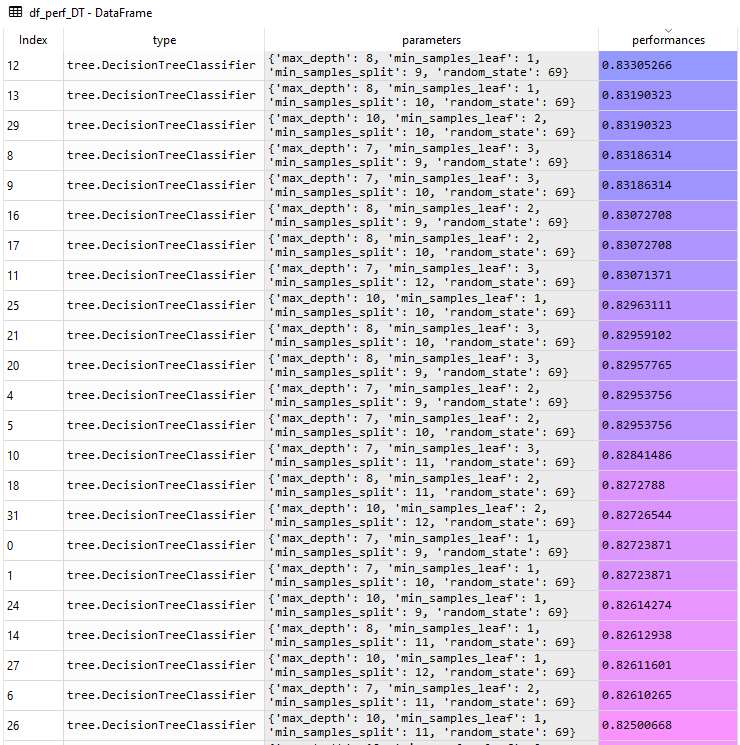 df_perf_DT - DataFrame
Index type parameters performances
12 tree.DecisionTreeClassifier {'max_depth': 8, 'min_samples_leaf': 1, 0.83305266
'min_samples_split': 9, 'random_state': 69}
13 tree.DecisionTreeClassifier {'max_depth': 8, 'min_samples_leaf': 1, 0.83190323
'min_samples_split': 10, 'random_state': 69}
29 tree.DecisionTreeClassifier {'max_depth': 10, 'min_samples_leaf': 2, 0.83190323
'min_samples_split': 10, 'random_state': 69}
8 tree.DecisionTreeClassifier {'max_depth': 7, 'min_samples_leaf': 3, 0.83186314
'min_samples_split': 9, 'random_state': 69}
9 tree.DecisionTreeClassifier {'max_depth': 7, 'min_samples_leaf': 3, 0.83186314
'min_samples_split': 10, 'random_state': 69}
16 tree.DecisionTreeClassifier {'max_depth': 8, 'min_samples_leaf': 2, 0.83072708
'min_samples_split': 9, 'random_state': 69}
17 tree.DecisionTreeClassifier {'max_depth': 8, 'min_samples_leaf': 2, 0.83072708
'min_samples_split': 10, 'random_state': 69}
11 tree.DecisionTreeClassifier {'max_depth': 7, 'min_samples_leaf': 3, 0.83071371
'min_samples_split': 12, 'random_state': 69}
25 tree.DecisionTreeClassifier {'max_depth': 10, 'min_samples_leaf': 1, 0.82963111
'min_samples_split': 10, 'random_state': 69}
21 tree.DecisionTreeClassifier {'max_depth': 8, 'min_samples_leaf': 3, 0.82959102
'min_samples_split': 10, 'random_state': 69}
20 tree.DecisionTreeClassifier {'max_depth': 8, 'min_samples_leaf': 3, 0.82957765
'min_samples_split': 9, 'random_state': 69}
4 tree.DecisionTreeClassifier {'max_depth': 7, 'min_samples_leaf': 2, 0.82953756
'min_samples_split': 9, 'random_state': 69}
5 tree.DecisionTreeClassifier {'max_depth': 7, 'min_samples_leaf': 2, 0.82953756
'min_samples_split': 10, 'random_state': 69}
10 tree.DecisionTreeClassifier {'max_depth': 7, 'min_samples_leaf': 3, 0.82841486
'min_samples_split': 11, 'random_state': 69}
18 tree.DecisionTreeClassifier {'max_depth': 8, 'min_samples_leaf': 2, 0.8272788
'min_samples_split': 11, 'random_state': 69}
31 tree.DecisionTreeClassifier {'max_depth': 10, 'min_samples_leaf': 2, 0.82726544
'min_samples_split': 12, 'random_state': 69}
0 tree.DecisionTreeClassifier {'max_depth': 7, 'min_samples_leaf': 1, 0.82723871
'min_samples_split': 9, 'random_state': 69}
1 tree.DecisionTreeClassifier {'max_depth': 7, 'min_samples_leaf': 1, 0.82723871
'min_samples_split': 10, 'random_state': 69}
24 tree.DecisionTreeClassifier {'max_depth': 10, 'min_samples_leaf': 1, 0.82614274
'min_samples_split': 9, 'random_state': 69}
14 tree.DecisionTreeClassifier {'max_depth': 8, 'min_samples_leaf': 1, 0.82612938
'min_samples_split': 11, 'random_state': 69}
27 tree.DecisionTreeClassifier {'max_depth': 10, 'min_samples_leaf': 1, 0.82611601
'min_samples_split': 12, 'random_state': 69}
6 tree.DecisionTreeClassifier {'max_depth': 7, 'min_samples_leaf': 2, 0.82610265
'min_samples_split': 11, 'random_state': 69}
26 tree.DecisionTreeClassifier {'max_depth': 10, 'min_samples_leaf': 1, 0.82500668
'min_samples_split': 11, 'random_state': 69}